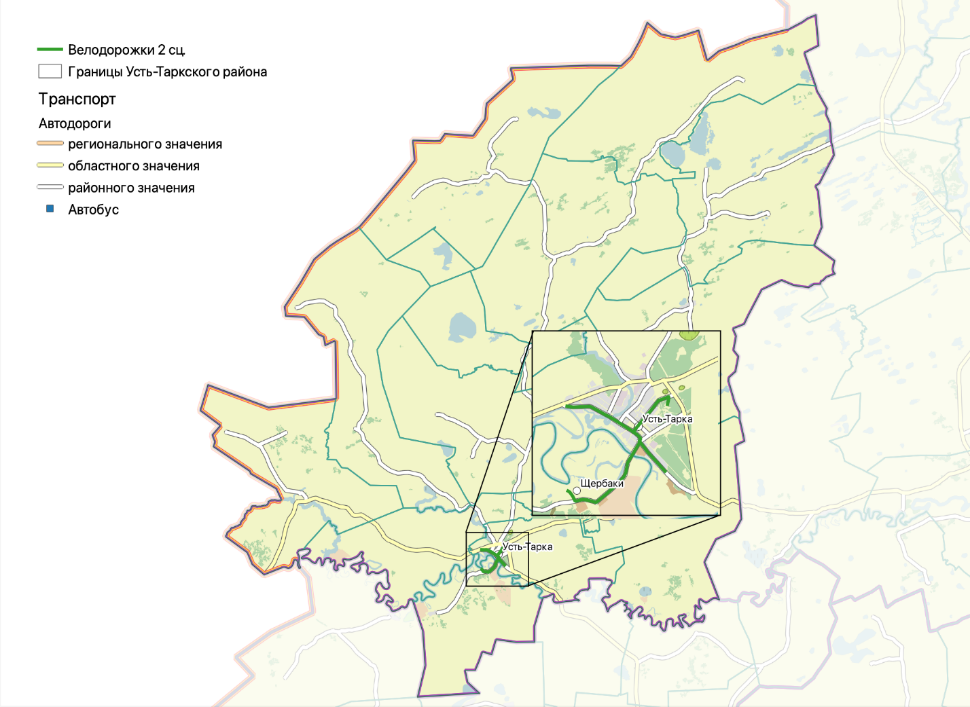 Велодорожки 2 сц.
Границы Усть-Таркского района
Транспорт
Автодороги
регионального значения
областного значения
районного значения
Автобус
Усть-Тарка
Щербаки
Усть-Тарка